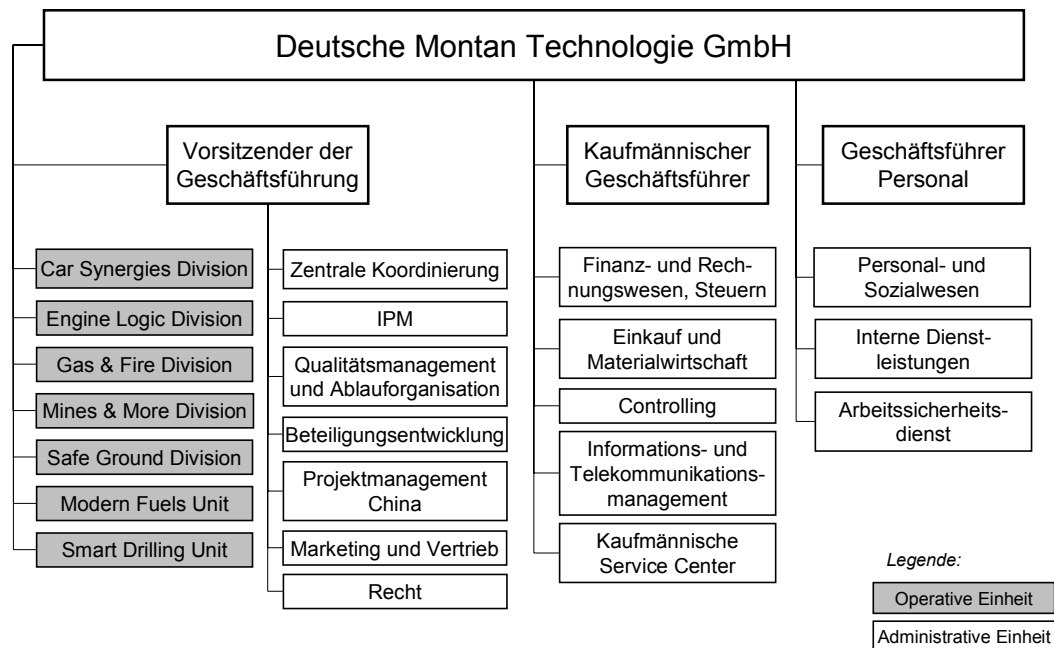 Deutsche Montan Technologie GmbH
Vorsitzender der
Geschäftsführung
Kaufmännischer
Geschäftsführer
Geschäftsführer
Personal
Car Synergies Division
Engine Logic Division
Gas & Fire Division
Mines & More Division
Safe Ground Division
Modern Fuels Unit
Smart Drilling Unit
Zentrale Koordinierung
IPM
Qualitätsmanagement
und Ablauforganisation
Beteiligungsentwicklung
Projektmanagement
China
Marketing und Vertrieb
Recht
Finanz- und Rech-
nungswesen, Steuern
Einkauf und
Materialwirtschaft
Controlling
Informations- und
Telekommunikations-
management
Kaufmännische
Service Center
Personal- und
Sozialwesen
Interne Dienst-
leistungen
Arbeitssicherheits-
dienst
Legende:
Operative Einheit
Administrative Einheit